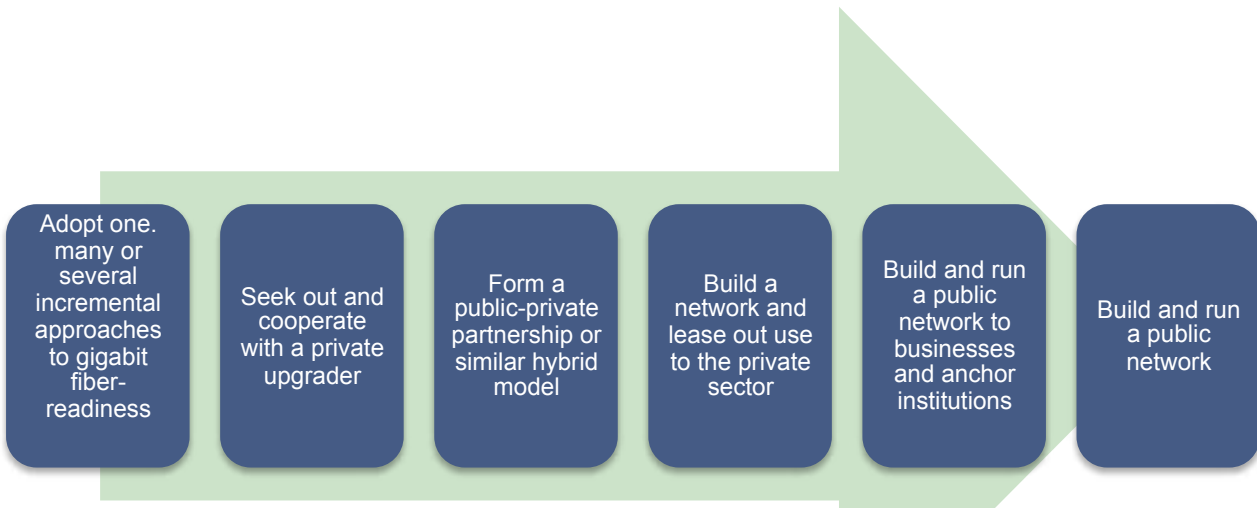 Adopt one.
many or
several
incremental
approaches
to gigabit
fiber-
readiness
Seek out and
cooperate
with a private
upgrader
Form a
public-private
partnership or
similar hybrid
model
Build a
network and
lease out use
to the private
sector
Build and run
a public
network to
businesses
and anchor
institutions
Build and run
a public
network